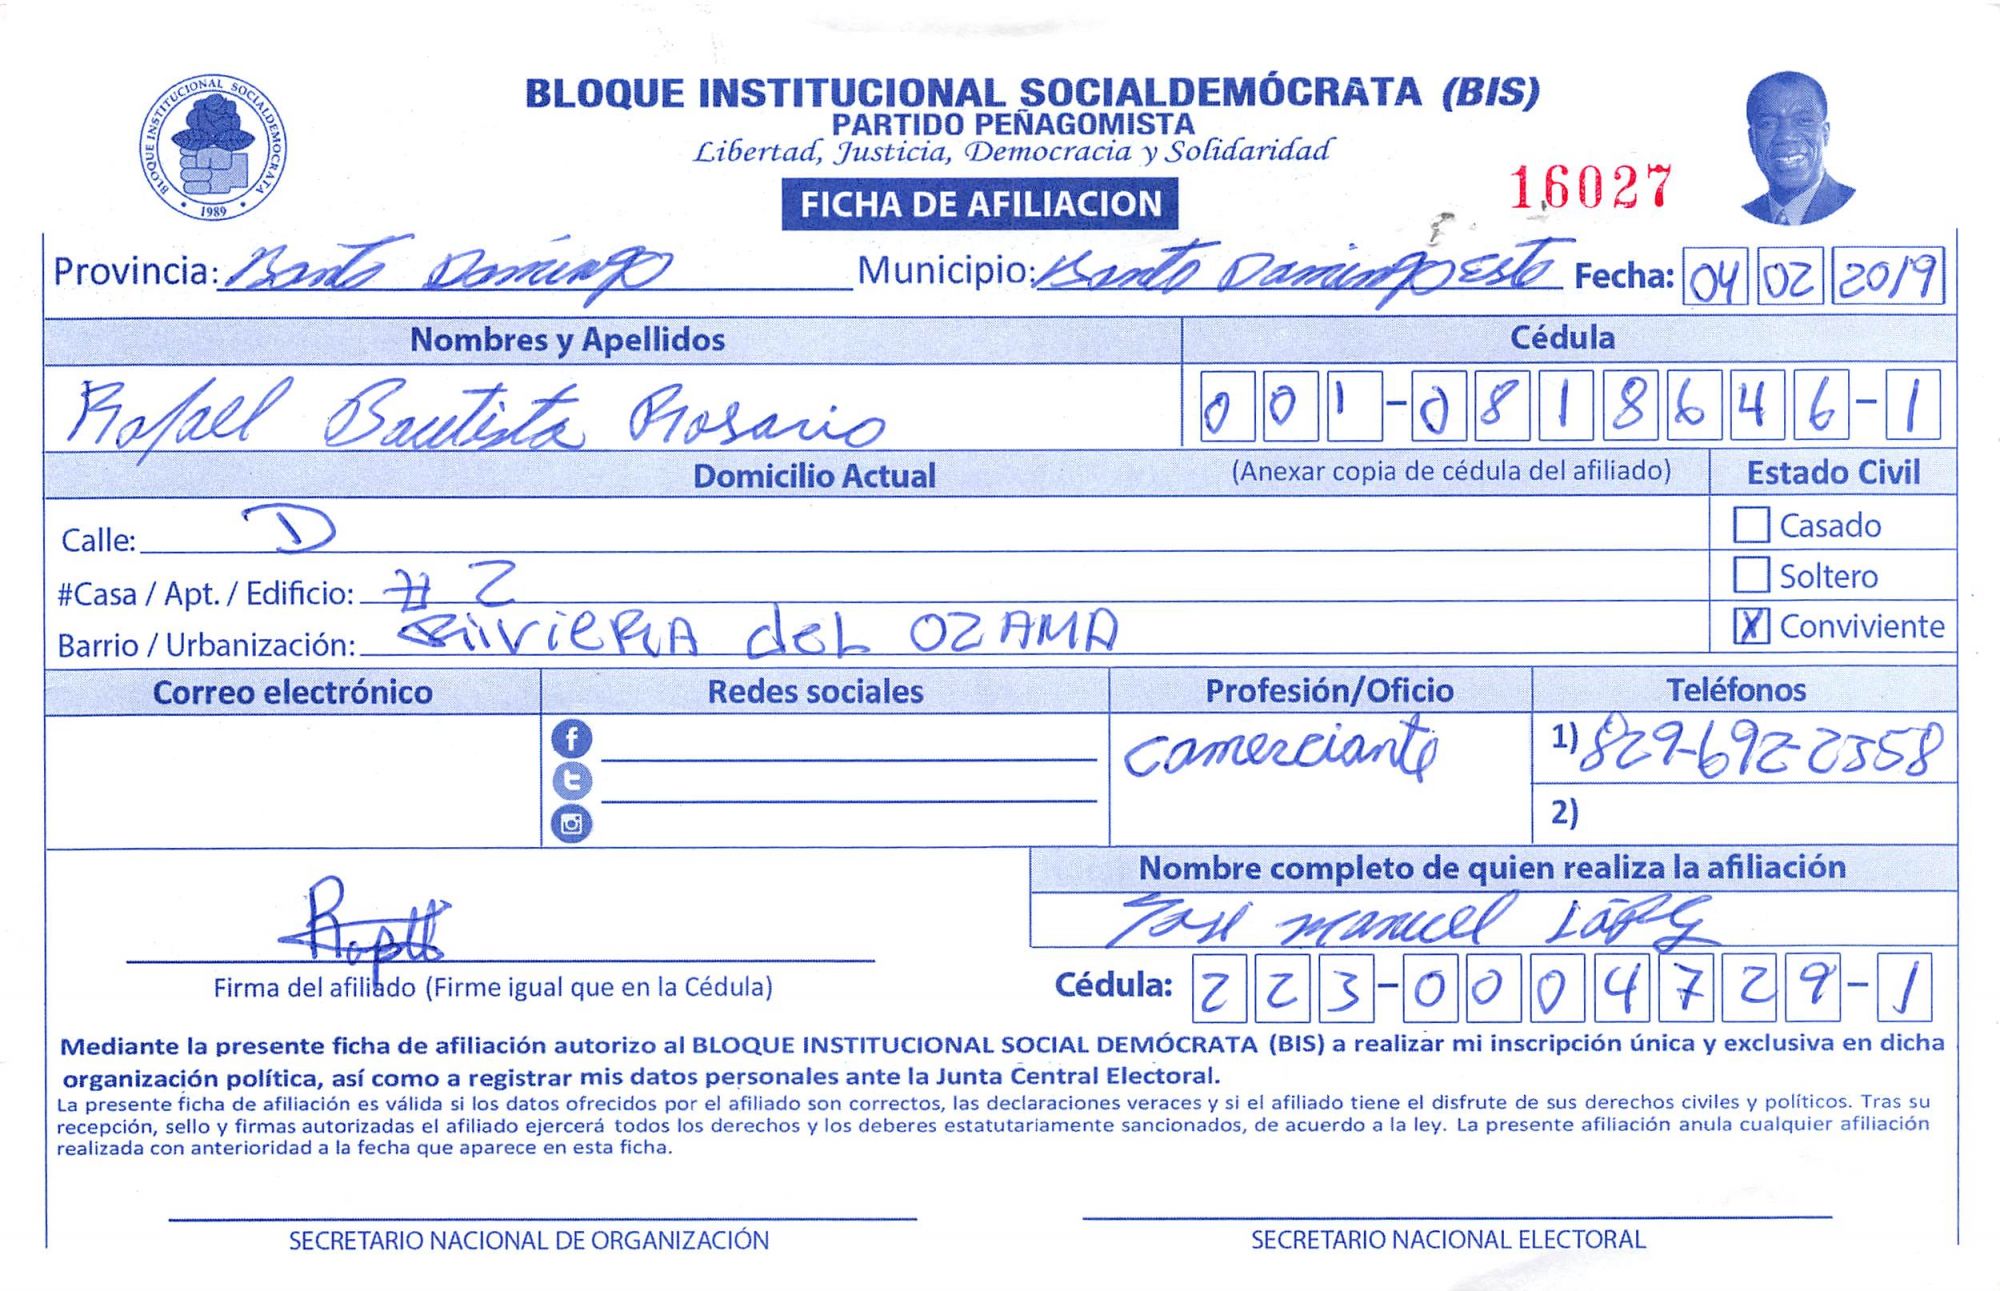 BLOQUE INSTITUCIONAL SOCIALDEMÓCRATA
1989
BLOQUE INSTITUCIONAL SOCIALDEMÓCRATA (BIS)
PARTIDO PEÑAGOMISTA
Libertad, Justicia, Democracia y Solidaridad
FICHA DE AFILIACION
16027
Provincia: Santo Domingo Municipio: Santo Domingo Este Fecha: 04 02 2019
Nombres y Apellidos Cédula
Rafael Bautista Rosario 001-0818646-1
Domicilio Actual (Anexar copia de cédula del afiliado) Estado Civil
Calle: D Casado
#Casa / Apt. / Edificio: # 2 Soltero
Barrio / Urbanización: RiiviERA dEL OZAMA X Conviviente
Correo electrónico Redes sociales Profesión/Oficio Teléfonos
Comerciante 1) 829-692-2358
2)
Nombre completo de quien realiza la afiliación
José Manuel
Firma del afiliado (Firme igual que en la Cédula) Cédula: 223-0004729-1
Mediante la presente ficha de afiliación autorizo al BLOQUE INSTITUCIONAL SOCIAL DEMÓCRATA (BIS) a realizar mi inscripción única y exclusiva en dicha
organización política, así como a registrar mis datos personales ante la Junta Central Electoral.
La presente ficha de afiliación es válida si los datos ofrecidos por el afiliado son correctos, las declaraciones veraces y si el afiliado tiene el disfrute de sus derechos civiles y políticos. Tras su
recepción, sello y firmas autorizadas el afiliado ejercerá todos los derechos y los deberes estatutariamente sancionados, de acuerdo a la ley. La presente afiliación anula cualquier afiliación
realizada con anterioridad a la fecha que aparece en esta ficha.
SECRETARIO NACIONAL DE ORGANIZACIÓN SECRETARIO NACIONAL ELECTORAL